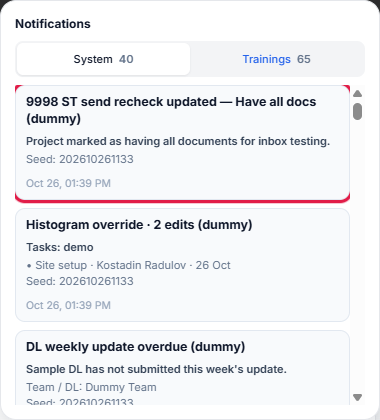 Notifications
System 40
Trainings 65
9998 ST send recheck updated — Have all docs
(dummy)
Project marked as having all documents for inbox testing.
Seed: 202610261133
Oct 26, 01:39 PM
Histogram override · 2 edits (dummy)
Tasks: demo
• Site setup · Kostadin Radulov · 26 Oct
Seed: 202610261133
Oct 26, 01:39 PM
DL weekly update overdue (dummy)
Sample DL has not submitted this week's update.
Team / DL: Dummy Team
Seed: 202610261133